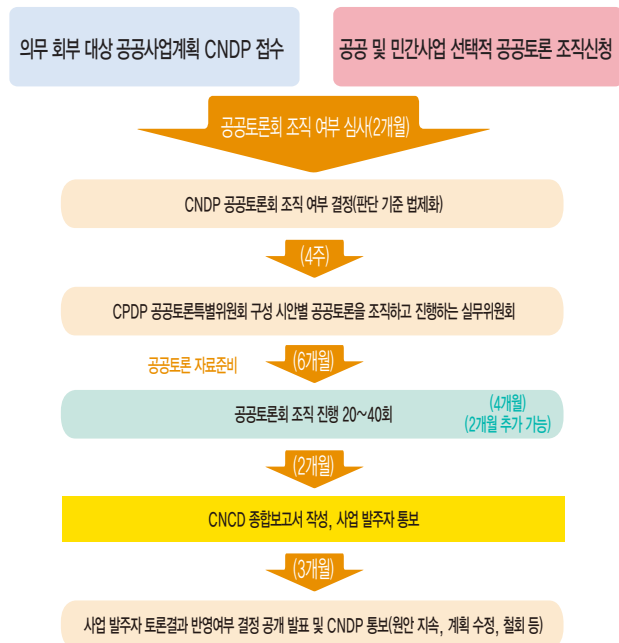 의무 회부 대상 공공사업계획 CNDP 접수
공공 및 민간사업 선택적 공공토론 조직신청
공공토론회 조직 여부 심사(2개월)
CNDP 공공토론회 조직 여부 결정(판단 기준 법제화)
(4주)
CPDP 공공토론특별위원회 구성 시안별 공공토론을 조직하고 진행하는 실무위원회
공공토론 자료준비
(6개월)
공공토론회 조직 진행 20~40회
(4개월)
(2개월 추가 가능)
(2개월)
CNCD 종합보고서 작성, 사업 발주자 통보
(3개월)
사업 발주자 토론결과 반영여부 결정 공개 발표 및 CNDP 통보(원안 지속, 계획 수정, 철회 등)